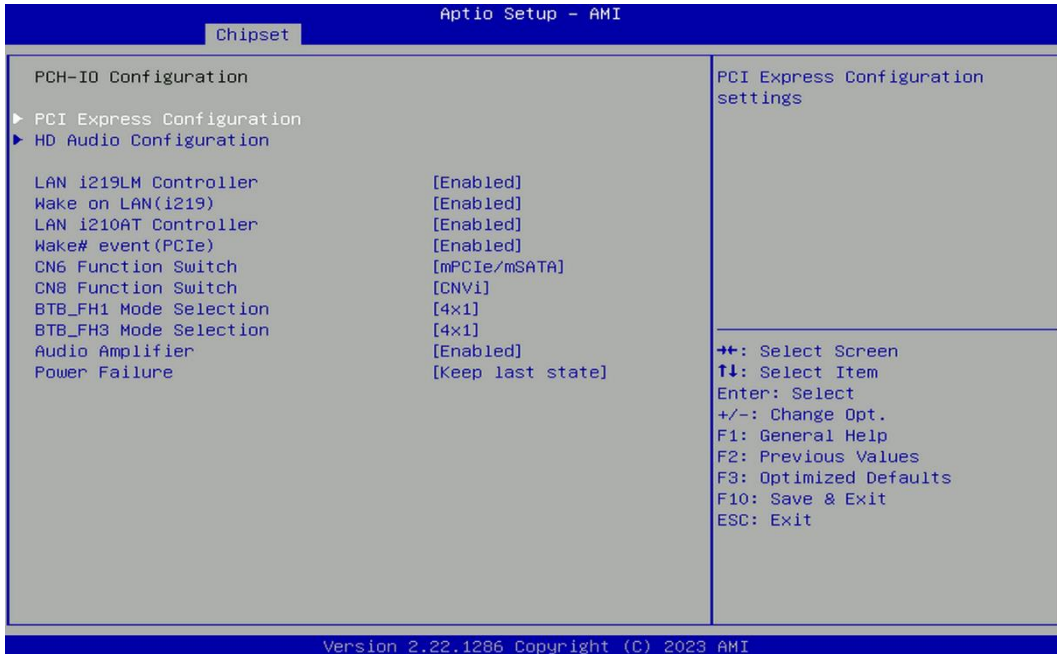 Aptio Setup – AMI
Chipset
PCH-IO Configuration
▶ PCI Express Configuration
▶ HD Audio Configuration
LAN i219LM Controller [Enabled]
Wake on LAN(i219) [Enabled]
LAN i210AT Controller [Enabled]
Wake# event(PCIe) [Enabled]
CN6 Function Switch [mPCIe/mSATA]
CN8 Function Switch [CNVi]
BTB_FH1 Mode Selection [4x1]
BTB_FH3 Mode Selection [4x1]
Audio Amplifier [Enabled]
Power Failure [Keep last state]
PCI Express Configuration
settings
→←: Select Screen
↑↓: Select Item
Enter: Select
+/-: Change Opt.
F1: General Help
F2: Previous Values
F3: Optimized Defaults
F10: Save & Exit
ESC: Exit
Version 2.22.1286 Copyright (C) 2023 AMI